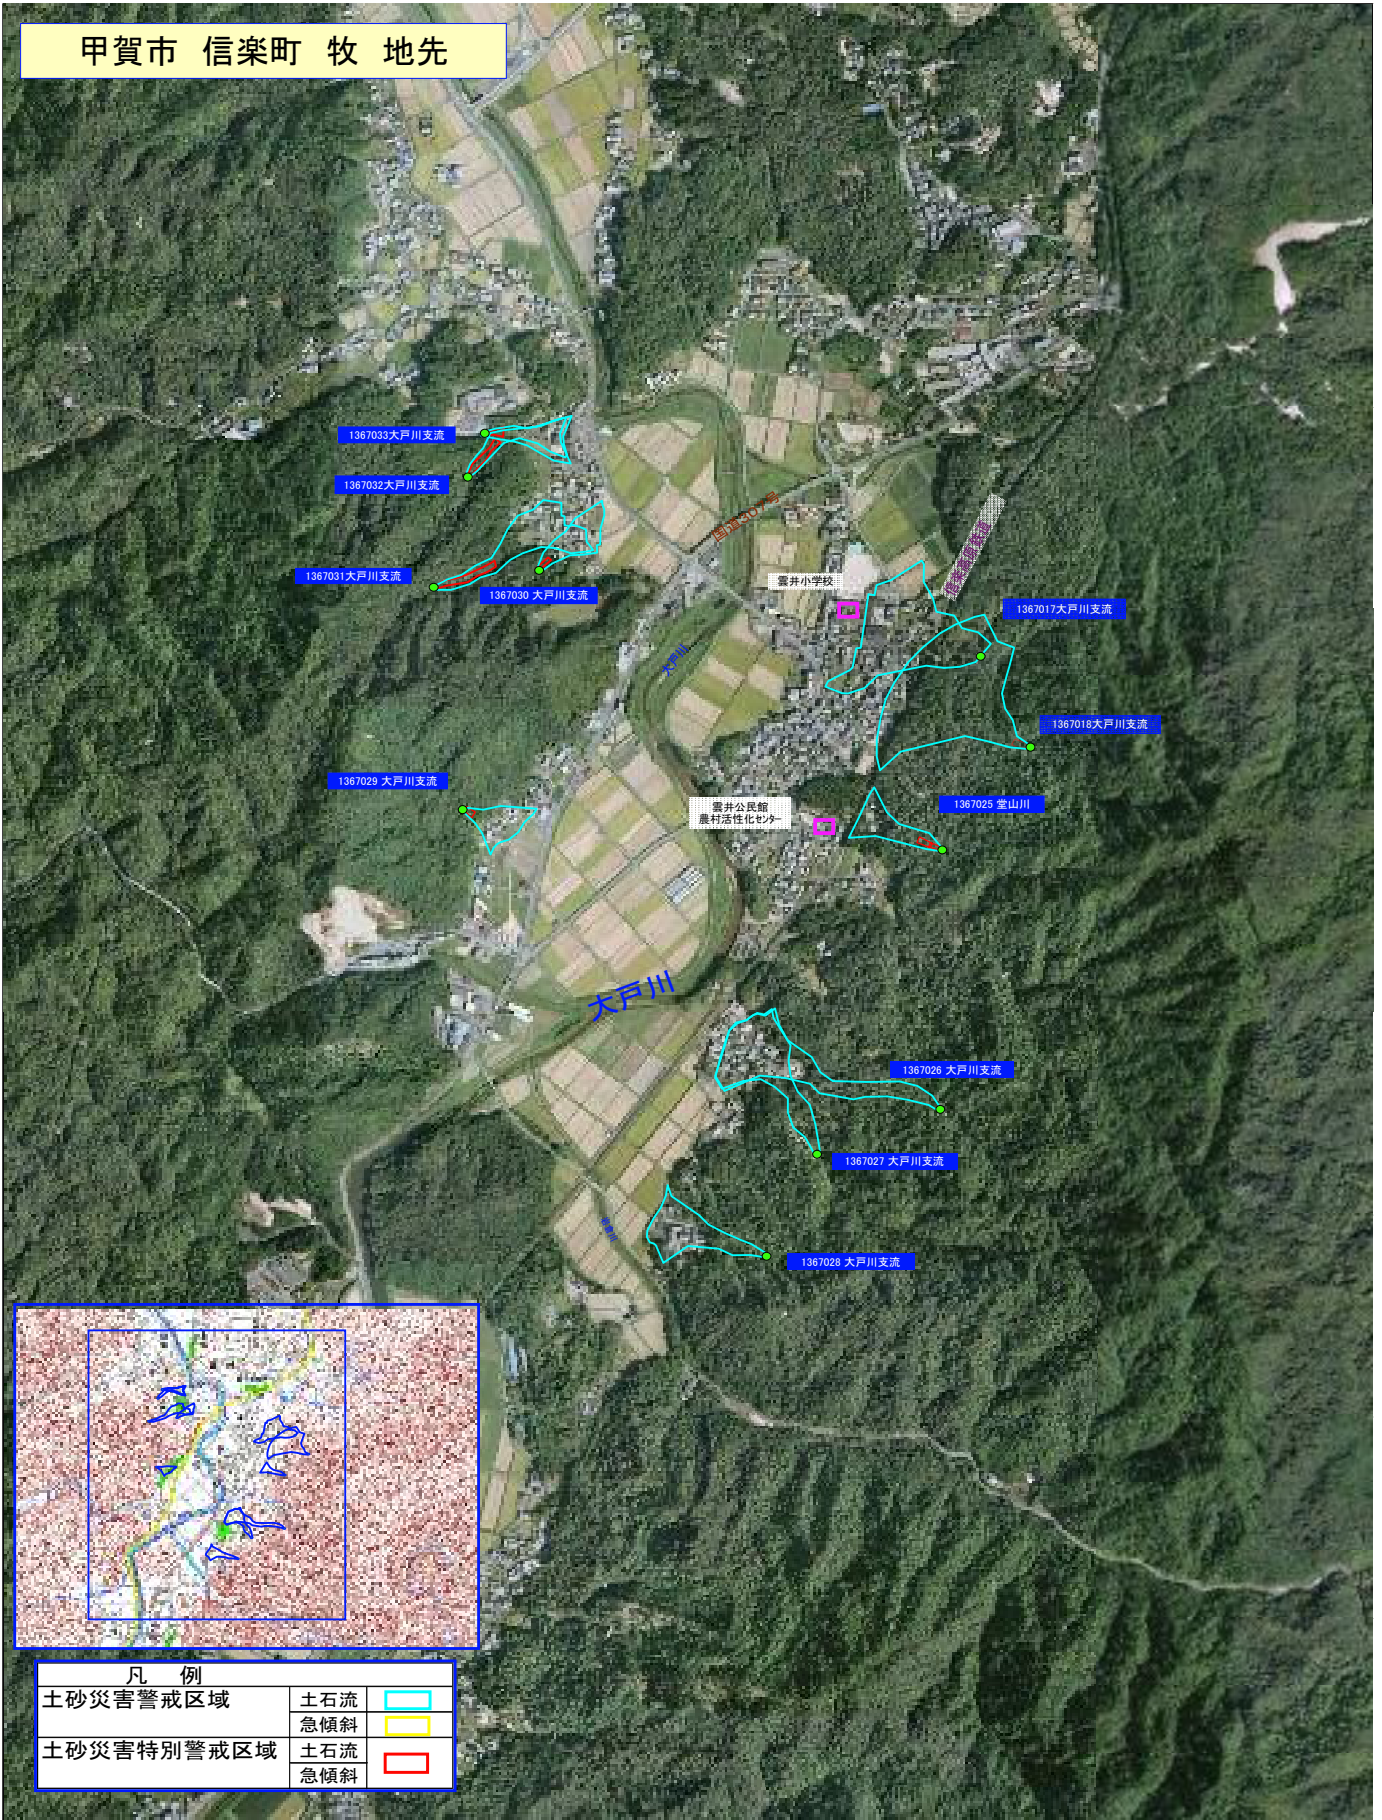 甲賀市 信楽町 牧 地先
1367033大戸川支流
1367032大戸川支流
国道307号
1367031大戸川支流
1367030 大戸川支流
雲井小学校
1367017大戸川支流
大戸川
1367018大戸川支流
1367029 大戸川支流
雲井公民館
農村活性化センター
1367025 堂山川
大戸川
1367026 大戸川支流
1367027 大戸川支流
1367028 大戸川支流
凡 例
土砂災害警戒区域 土石流
急傾斜
土砂災害特別警戒区域 土石流
急傾斜